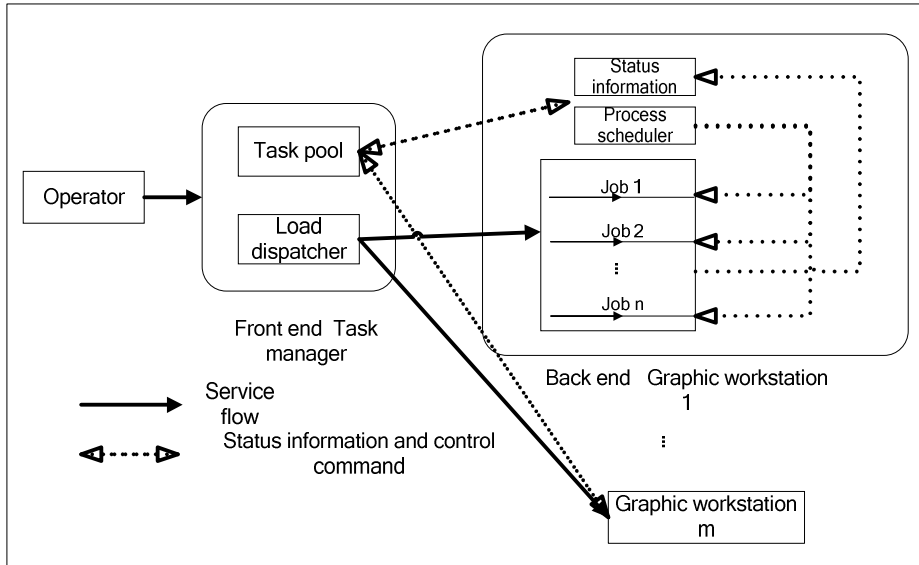 Status
information
Process
scheduler
Task pool
Operator
Load
dispatcher
Job 1
Job 2
...
Job n
Front end Task
manager
Back end Graphic workstation
1
...
Service
flow
Status information and control
command
Graphic workstation
m